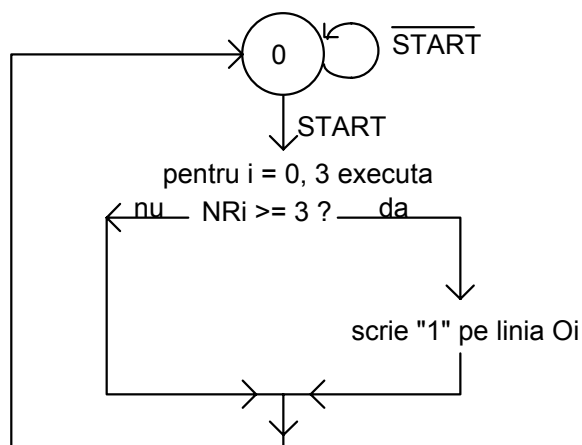 0
START
START
pentru i = 0, 3 executa
nu NRi >= 3 ? da
scrie "1" pe linia Oi